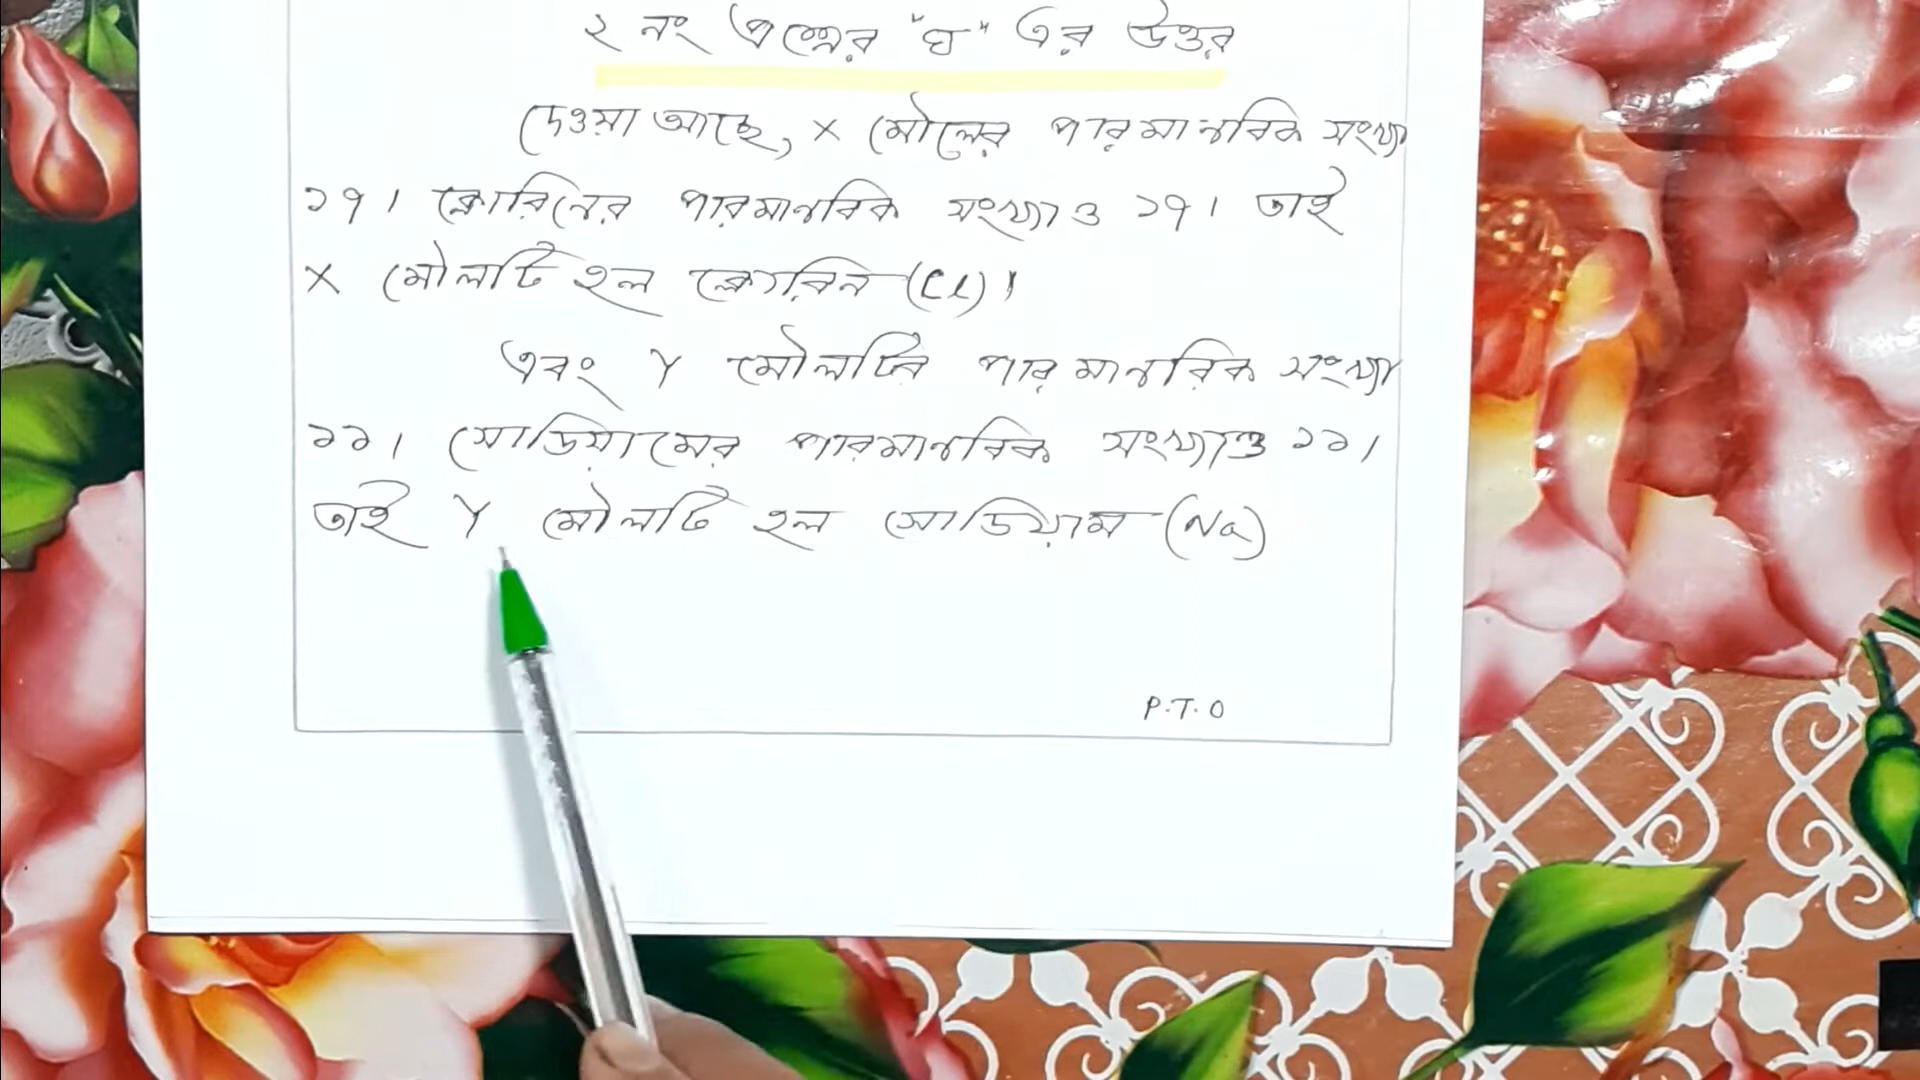 ২ নং প্রশ্নের "ঘ" এর উত্তর
দেওয়া আছে, X মৌলের পারমানবিক সংখ্যা
১৭। ক্লোরিনের পারমানবিক সংখ্যাও ১৭। তাই
X মৌলটি হল ক্লোরিন (Cl)।
এবং Y মৌলটির পারমানবিক সংখ্যা
১১। সোডিয়ামের পারমানবিক সংখ্যাও ১১।
তাই Y মৌলটি হল সোডিয়াম (Na)
P.T.O